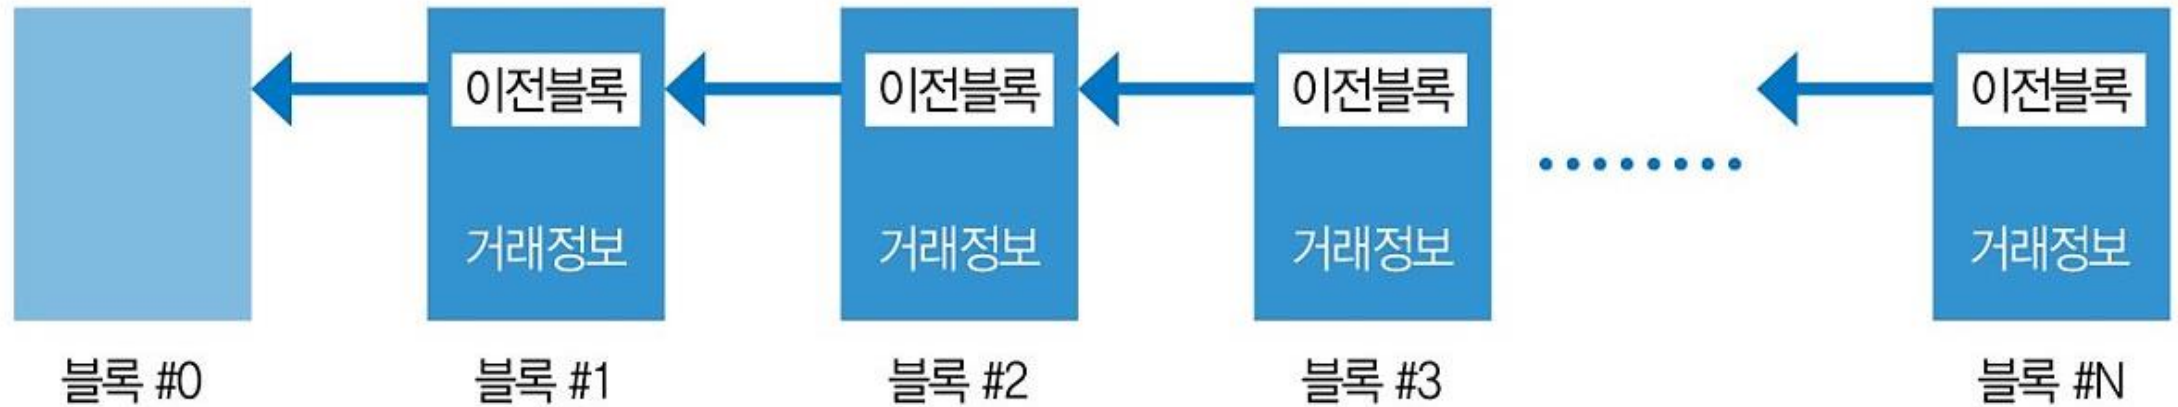 이전블록 이전블록 이전블록 이전블록
거래정보 거래정보 거래정보 거래정보
블록 #0 블록 #1 블록 #2 블록 #3 블록 #N